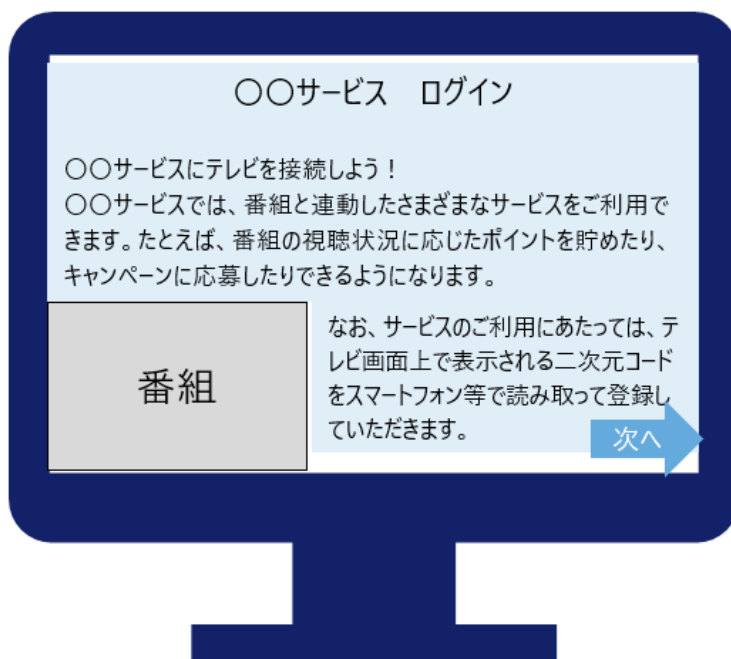 〇〇サービス　ログイン
〇〇サービスにテレビを接続しよう！
〇〇サービスでは、番組と連動したさまざまなサービスをご利用で
きます。たとえば、番組の視聴状況に応じたポイントを貯めたり、
キャンペーンに応募したりできるようになります。
番組
なお、サービスのご利用にあたっては、テ
レビ画面上で表示される二次元コード
をスマートフォン等で読み取って登録し
ていただきます。
次へ